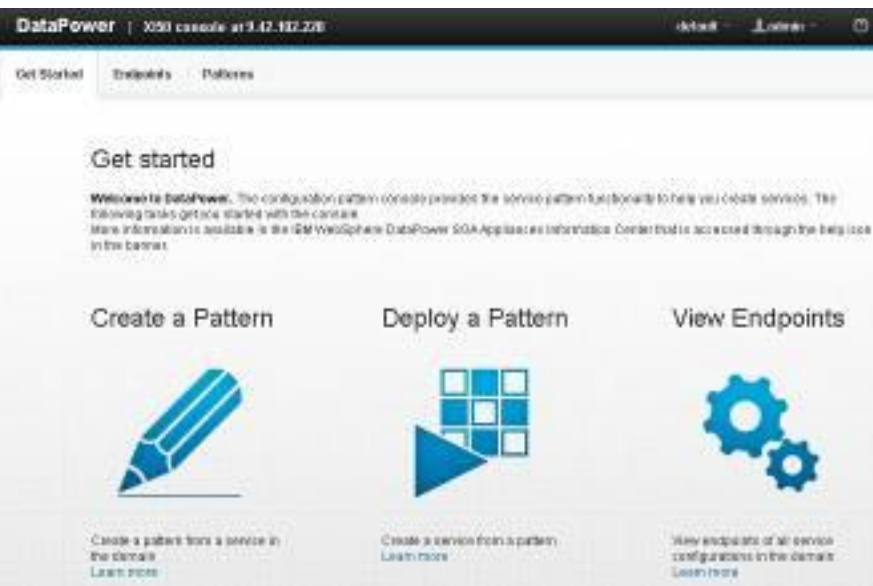 DataPower | XI50 console at 9.42.102.220
default
admin
Get Started
Endpoints
Patterns
Get started
Welcome to DataPower. The configuration pattern console provides the service pattern functionality to help you create services. The
following tasks get you started with the console.
More information is available in the IBM WebSphere DataPower SOA Appliances Information Center that is accessed through the help icon
in the banner.
Create a Pattern
Deploy a Pattern
View Endpoints
Create a pattern from a service in
the domain
Learn more
Create a service from a pattern
Learn more
View endpoints of all service
configurations in the domain
Learn more